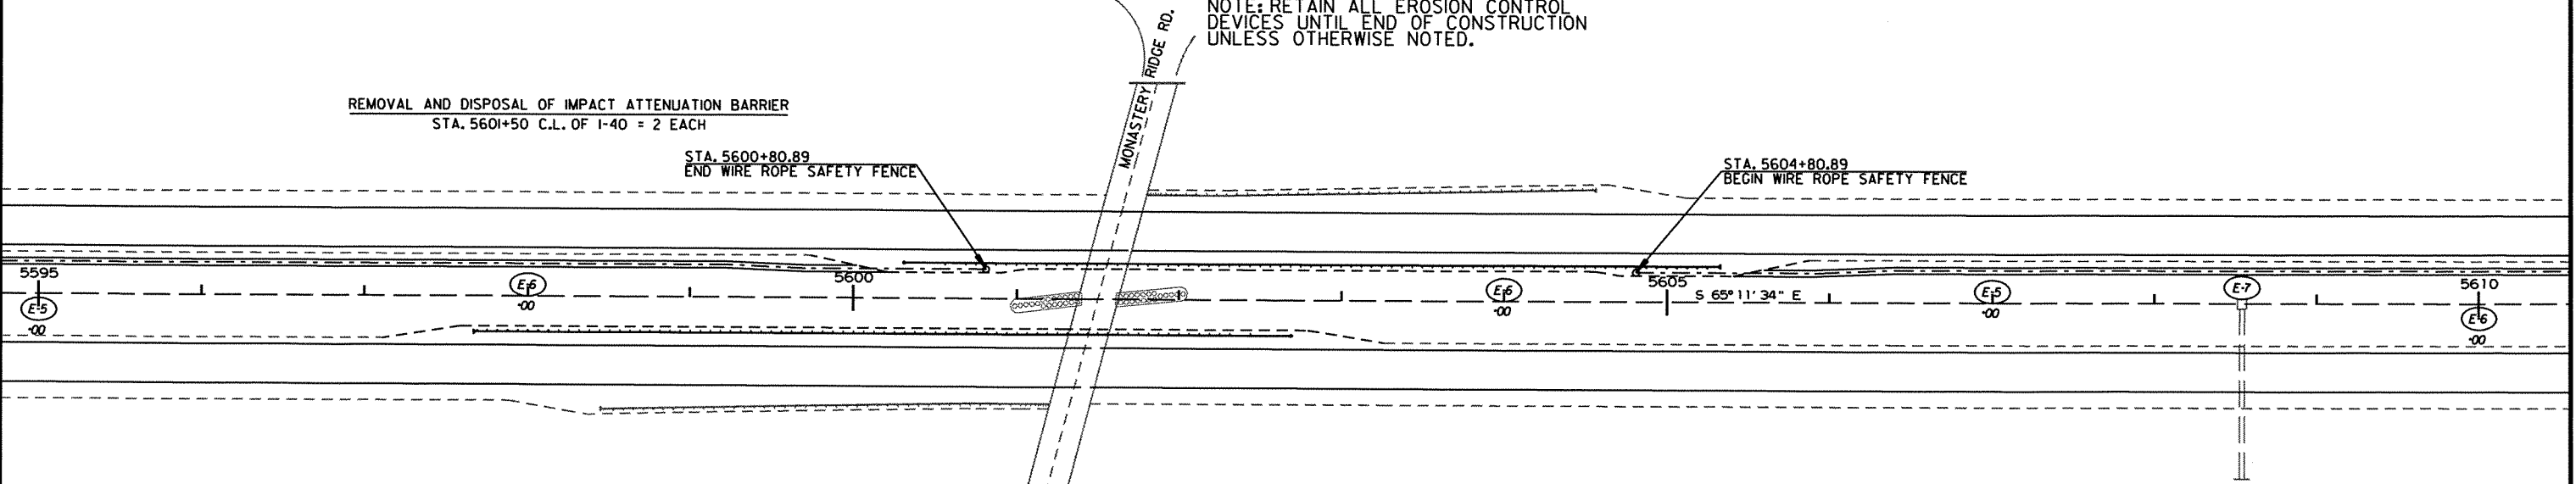 NOTE: RETAIN ALL EROSION CONTROL
DEVICES UNTIL END OF CONSTRUCTION
UNLESS OTHERWISE NOTED.
MONASTERY RIDGE RD.
REMOVAL AND DISPOSAL OF IMPACT ATTENUATION BARRIER
STA. 5601+50 C.L. OF I-40 = 2 EACH
STA. 5600+80.89
END WIRE ROPE SAFETY FENCE
STA. 5604+80.89
BEGIN WIRE ROPE SAFETY FENCE
5595
E-5
-00
E-6
-00
5600
E-6
-00
5605
S 65° 11' 34" E
E-5
-00
E-7
5610
E-6
-00